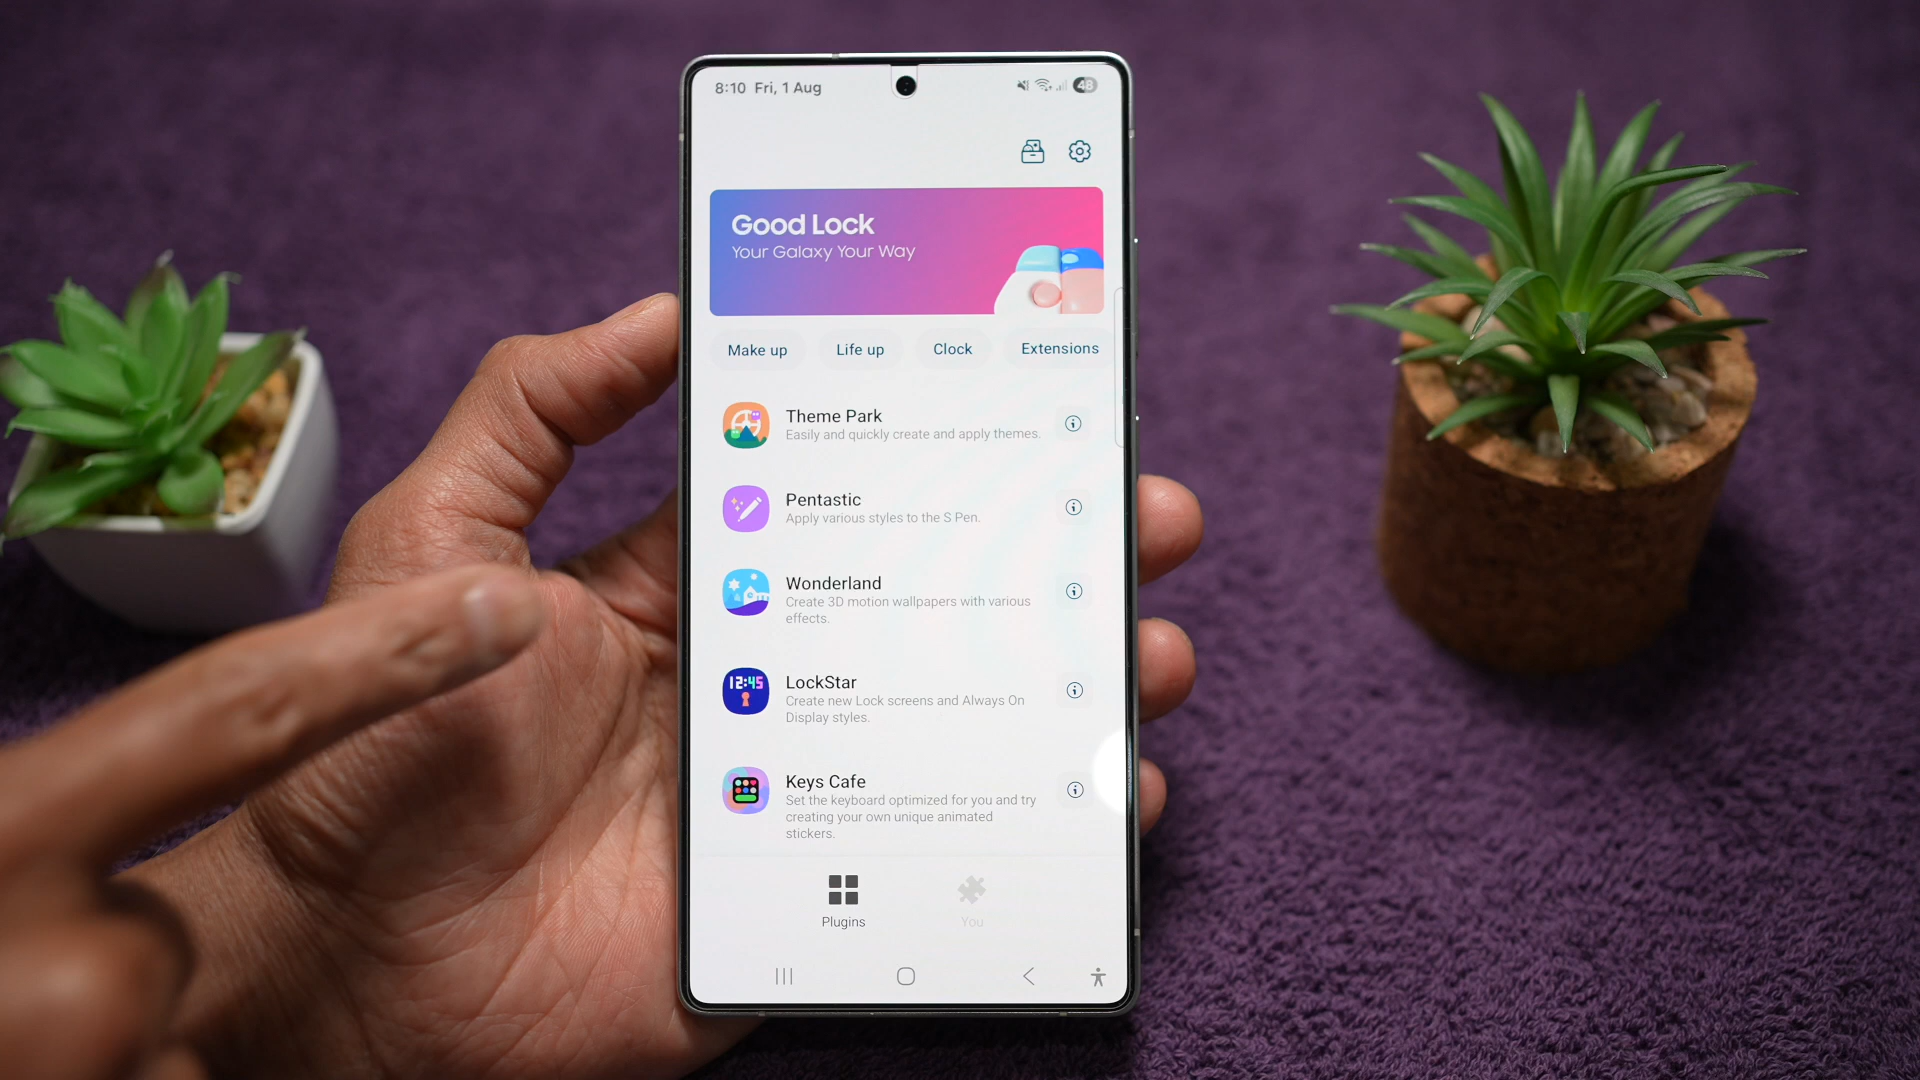 8:10 Fri, 1 Aug
48
Good Lock
Your Galaxy Your Way
Make up Life up Clock Extensions
Theme Park
Easily and quickly create and apply themes.
Pentastic
Apply various styles to the S Pen.
Wonderland
Create 3D motion wallpapers with various
effects.
12:45
LockStar
Create new Lock screens and Always On
Display styles.
Keys Cafe
Set the keyboard optimized for you and try
creating your own unique animated
stickers.
Plugins You